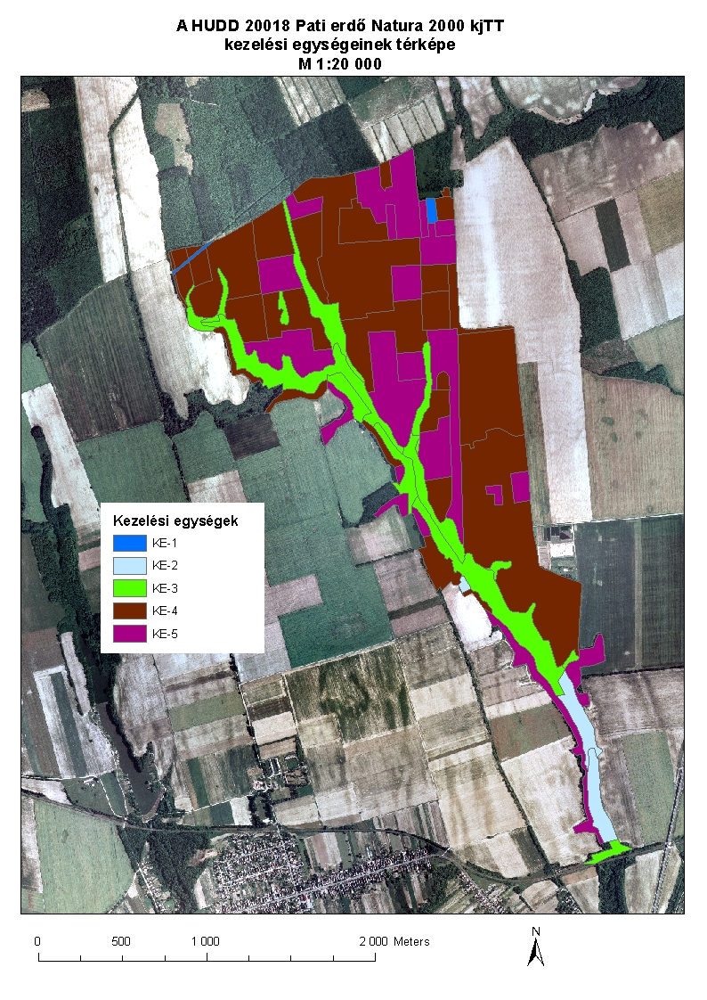 A HUDD 20018 Pati erdő Natura 2000 kjTT
kezelési egységeinek térképe
M 1:20 000
Kezelési egységek
KE-1
KE-2
KE-3
KE-4
KE-5
0 500 1 000 2 000 Meters
N